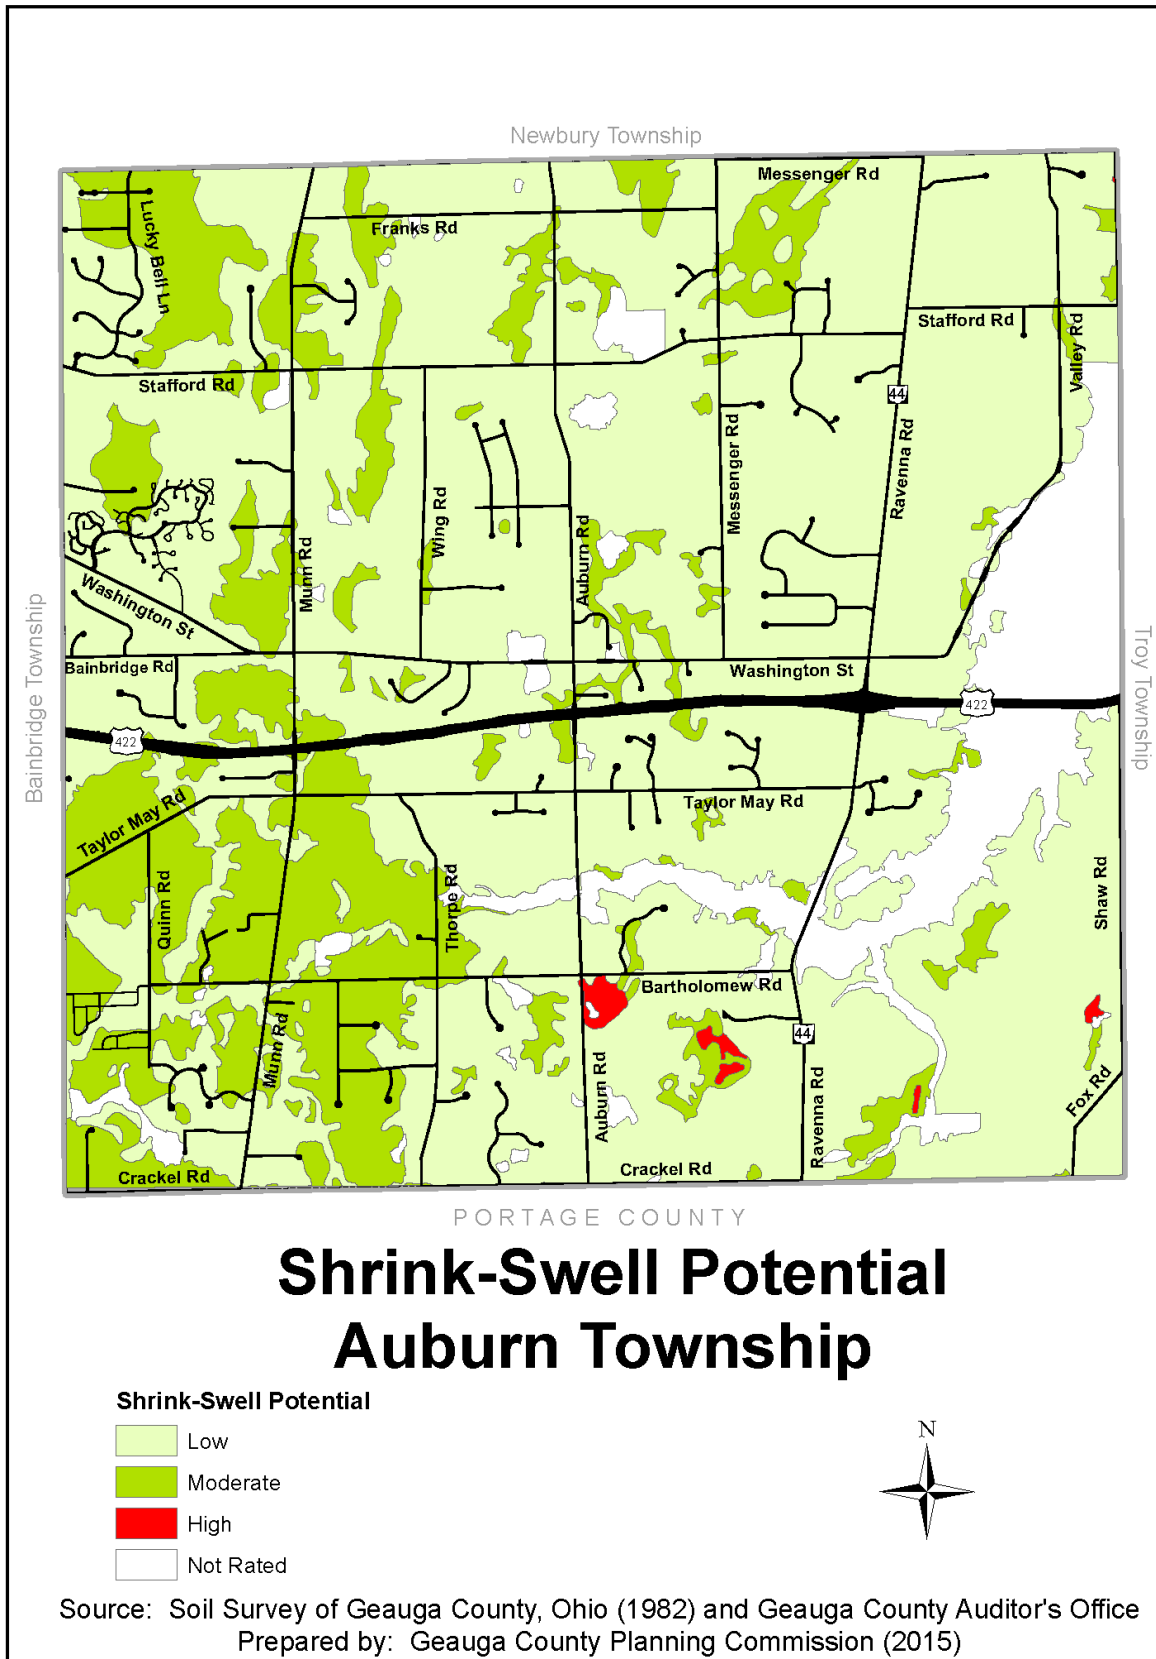 Newbury Township
Messenger Rd
Lucky Bell Ln
Franks Rd
Stafford Rd
Valley Rd
Stafford Rd
44
Messenger Rd
Ravenna Rd
Wing Rd
Auburn Rd
Munn Rd
Washington St
Bainbridge Township
Troy Township
Bainbridge Rd
Washington St
422
422
Taylor May Rd
Taylor May Rd
Quinn Rd
Thorpe Rd
Shaw Rd
Bartholomew Rd
Munn Rd
44
Auburn Rd
Ravenna Rd
Fox Rd
Crackel Rd
Crackel Rd
PORTAGE COUNTY
Shrink-Swell Potential
Auburn Township
Shrink-Swell Potential
Low
Moderate
High
Not Rated
N
Source: Soil Survey of Geauga County, Ohio (1982) and Geauga County Auditor's Office
Prepared by: Geauga County Planning Commission (2015)